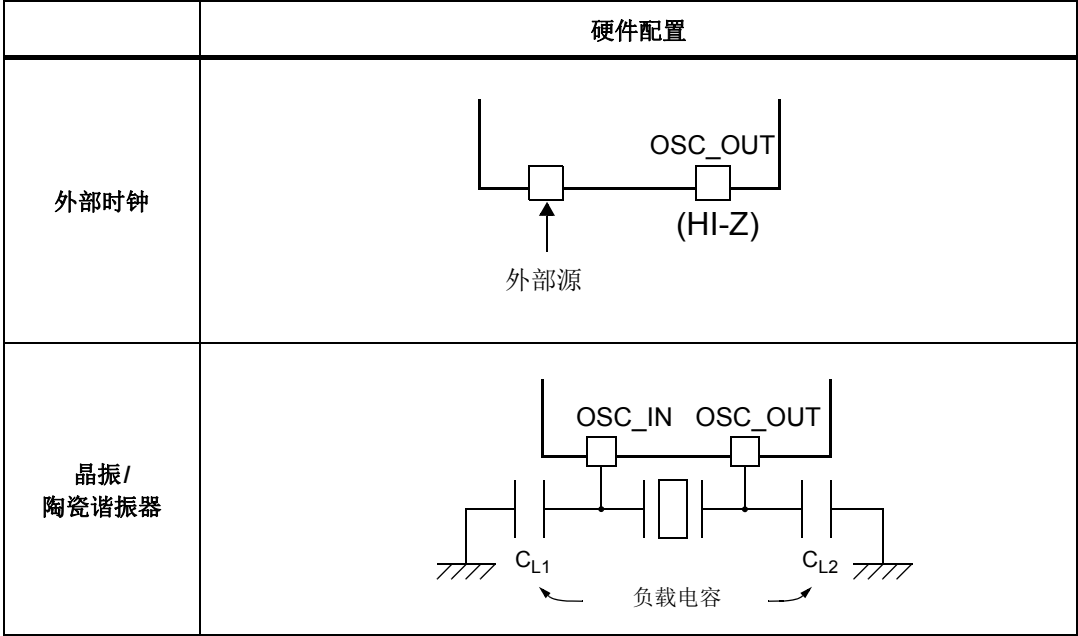 硬件配置
外部时钟
OSC_OUT
(HI-Z)
外部源
晶振/
陶瓷谐振器
OSC_IN OSC_OUT
CL1 CL2
负载电容